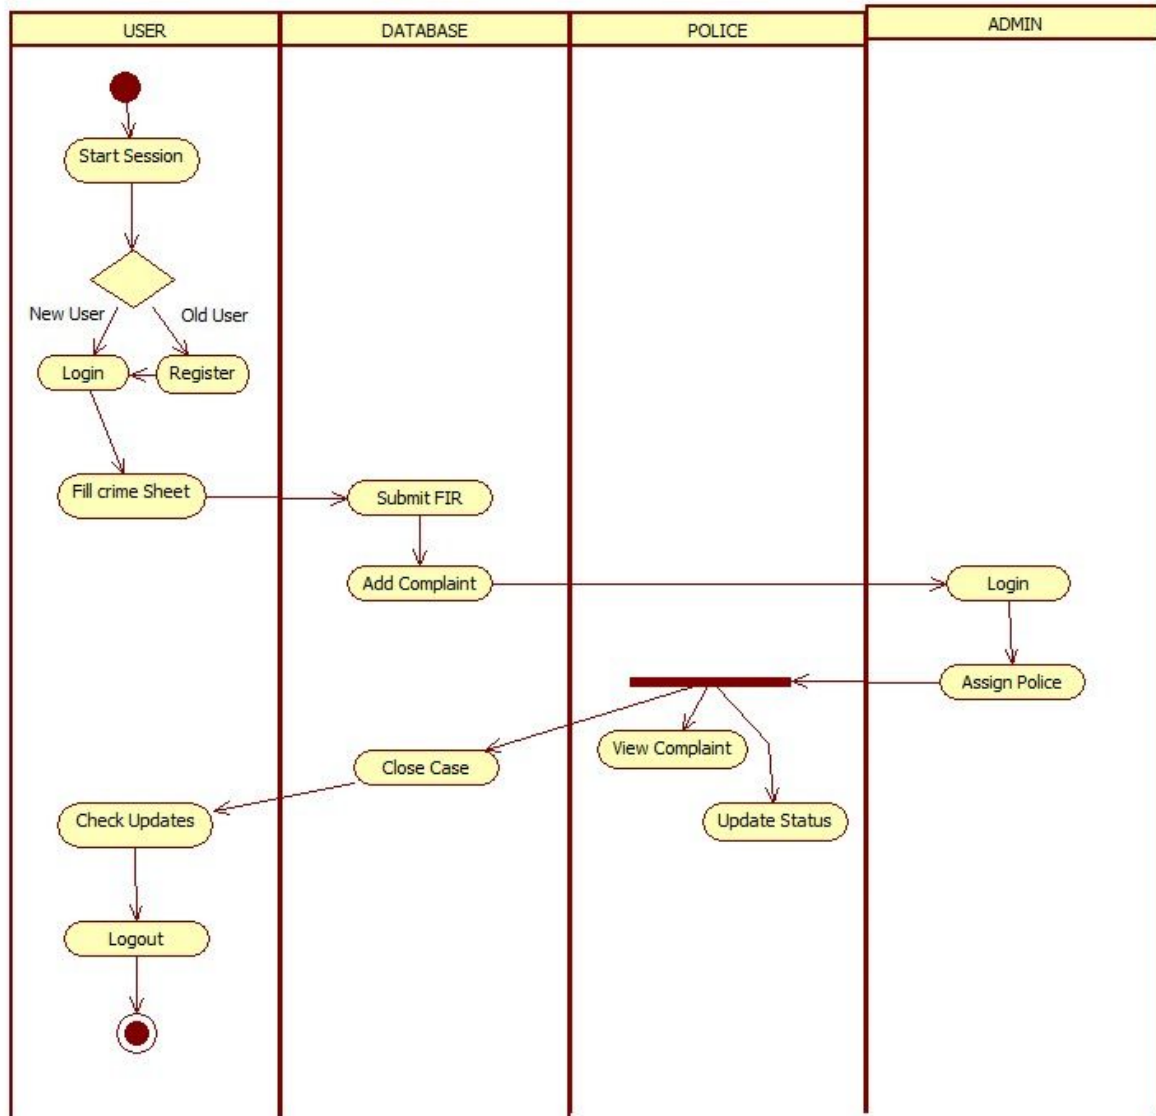 USER
DATABASE
POLICE
ADMIN
Start Session
New User
Old User
Login
Register
Fill crime Sheet
Submit FIR
Add Complaint
Login
Assign Police
View Complaint
Close Case
Check Updates
Update Status
Logout